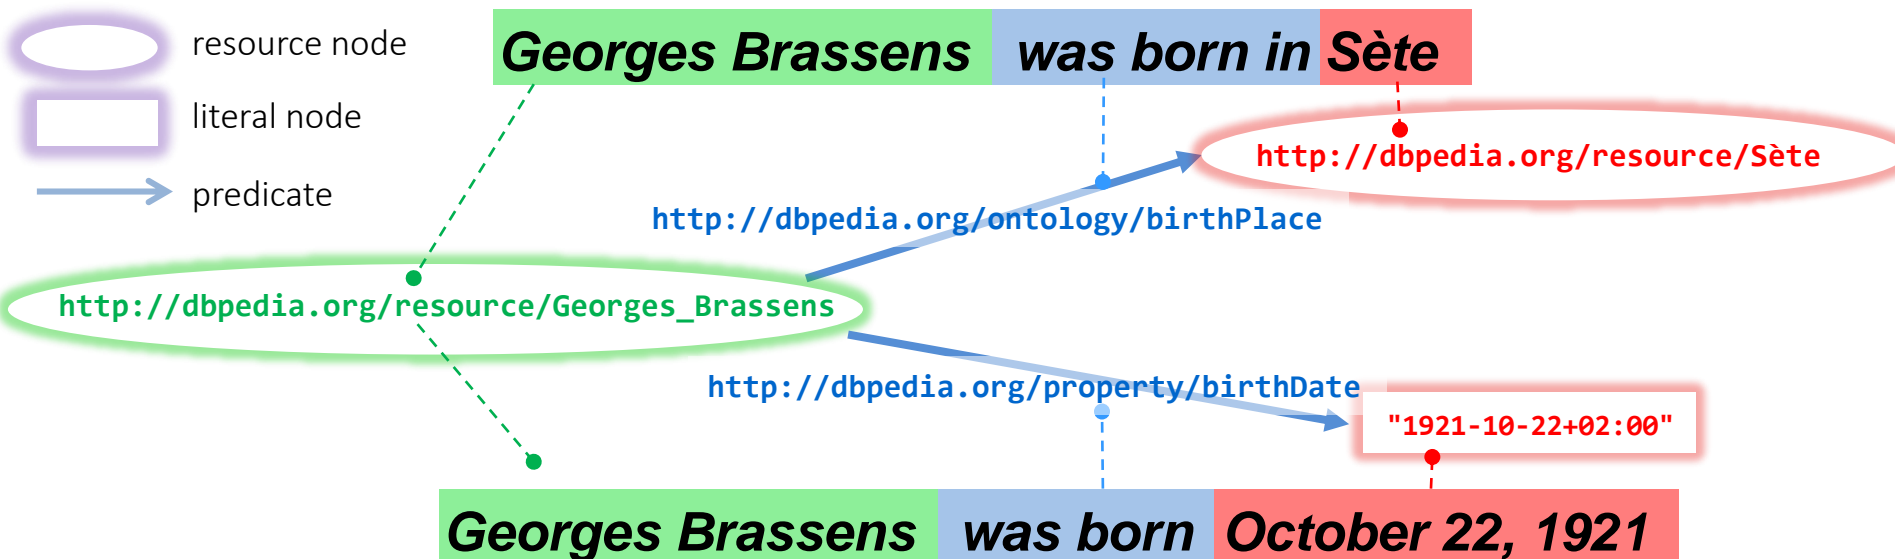 resource node
Georges Brassens was born in Sète
literal node
http://dbpedia.org/resource/Sète
predicate
http://dbpedia.org/ontology/birthPlace
http://dbpedia.org/resource/Georges_Brassens
http://dbpedia.org/property/birthDate
"1921-10-22+02:00"
Georges Brassens was born October 22, 1921